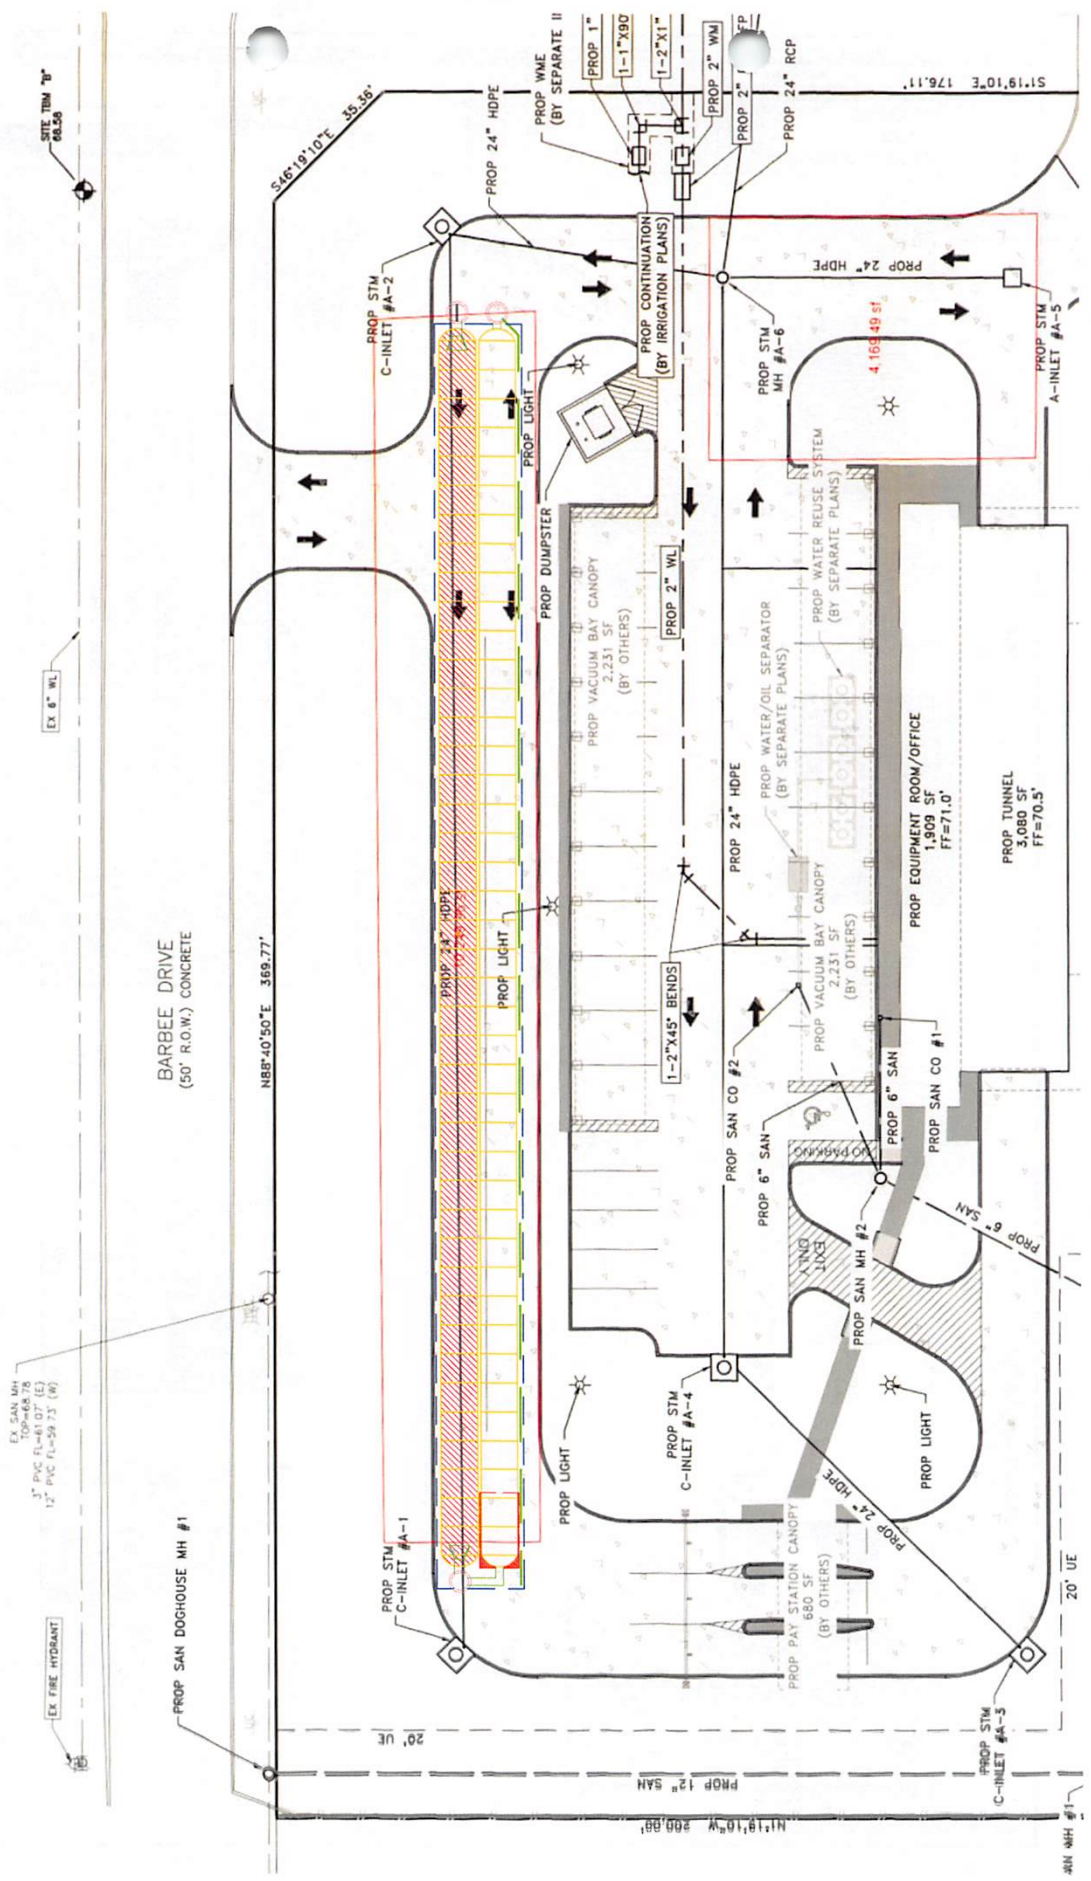 SITE TBM "B"
68.58
EX 6" WL
BARBEE DRIVE
(50' R.O.W.) CONCRETE
EX SAN MH
TOP=68.78
3" PVC FL=61.07' (E)
12" PVC FL=59.73' (W)
EX FIRE HYDRANT
PROP SAN DOGHOUSE MH #1
N88°40'50"E 369.77'
S46°19'10"E 35.36'
S1°19'10"E 176.11'
PROP STM
C-INLET #A-2
PROP 24" HDPE
PROP WME
(BY SEPARATE
PROP 1"
1-1"X90
1-2"X1"
PROP 2" WM
PROP 2"
PROP 24" RCP
PROP CONTINUATION
(BY IRRIGATION PLANS)
PROP STM
MH #A-6
PROP 24" HDPE
PROP STM
A-INLET #A-5
4,169.49 sf
PROP LIGHT
PROP DUMPSTER
PROP VACUUM BAY CANOPY
2,231 SF
(BY OTHERS)
PROP 2" WL
PROP WATER REUSE SYSTEM
(BY SEPARATE PLANS)
PROP WATER/OIL SEPARATOR
(BY SEPARATE PLANS)
PROP 24" HDPE
PROP 24" HDPE
PROP LIGHT
PROP EQUIPMENT ROOM/OFFICE
1,909 SF
FF=71.0'
PROP TUNNEL
3,080 SF
FF=70.5'
PROP VACUUM BAY CANOPY
2,231 SF
(BY OTHERS)
1-2"X45° BENDS
PROP SAN CO #2
PROP 6" SAN
PROP 6" SAN
PROP SAN CO #1
NO PARKING
EXIT
ONLY
PROP SAN MH #2
PROP 6" SAN
PROP STM
C-INLET #A-4
PROP LIGHT
PROP LIGHT
PROP 24" HDPE
PROP STM
C-INLET #A-1
PROP PAY STATION CANOPY
680 SF
(BY OTHERS)
PROP STM
C-INLET #A-3
20' UE
20' UE
PROP 12" SAN
N1°19'10"W 200.00'
MH #1